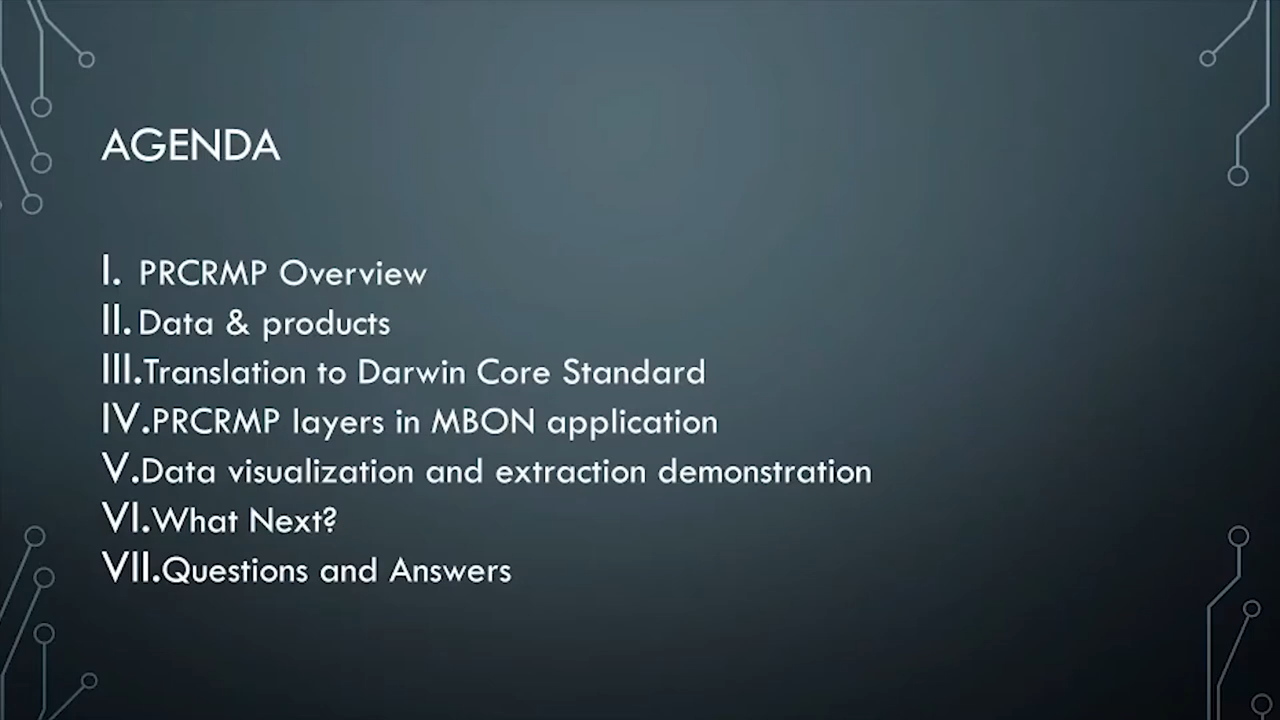 AGENDA
I. PRCRMP Overview
II. Data & products
III.Translation to Darwin Core Standard
IV.PRCRMP layers in MBON application
V.Data visualization and extraction demonstration
VI.What Next?
VII.Questions and Answers